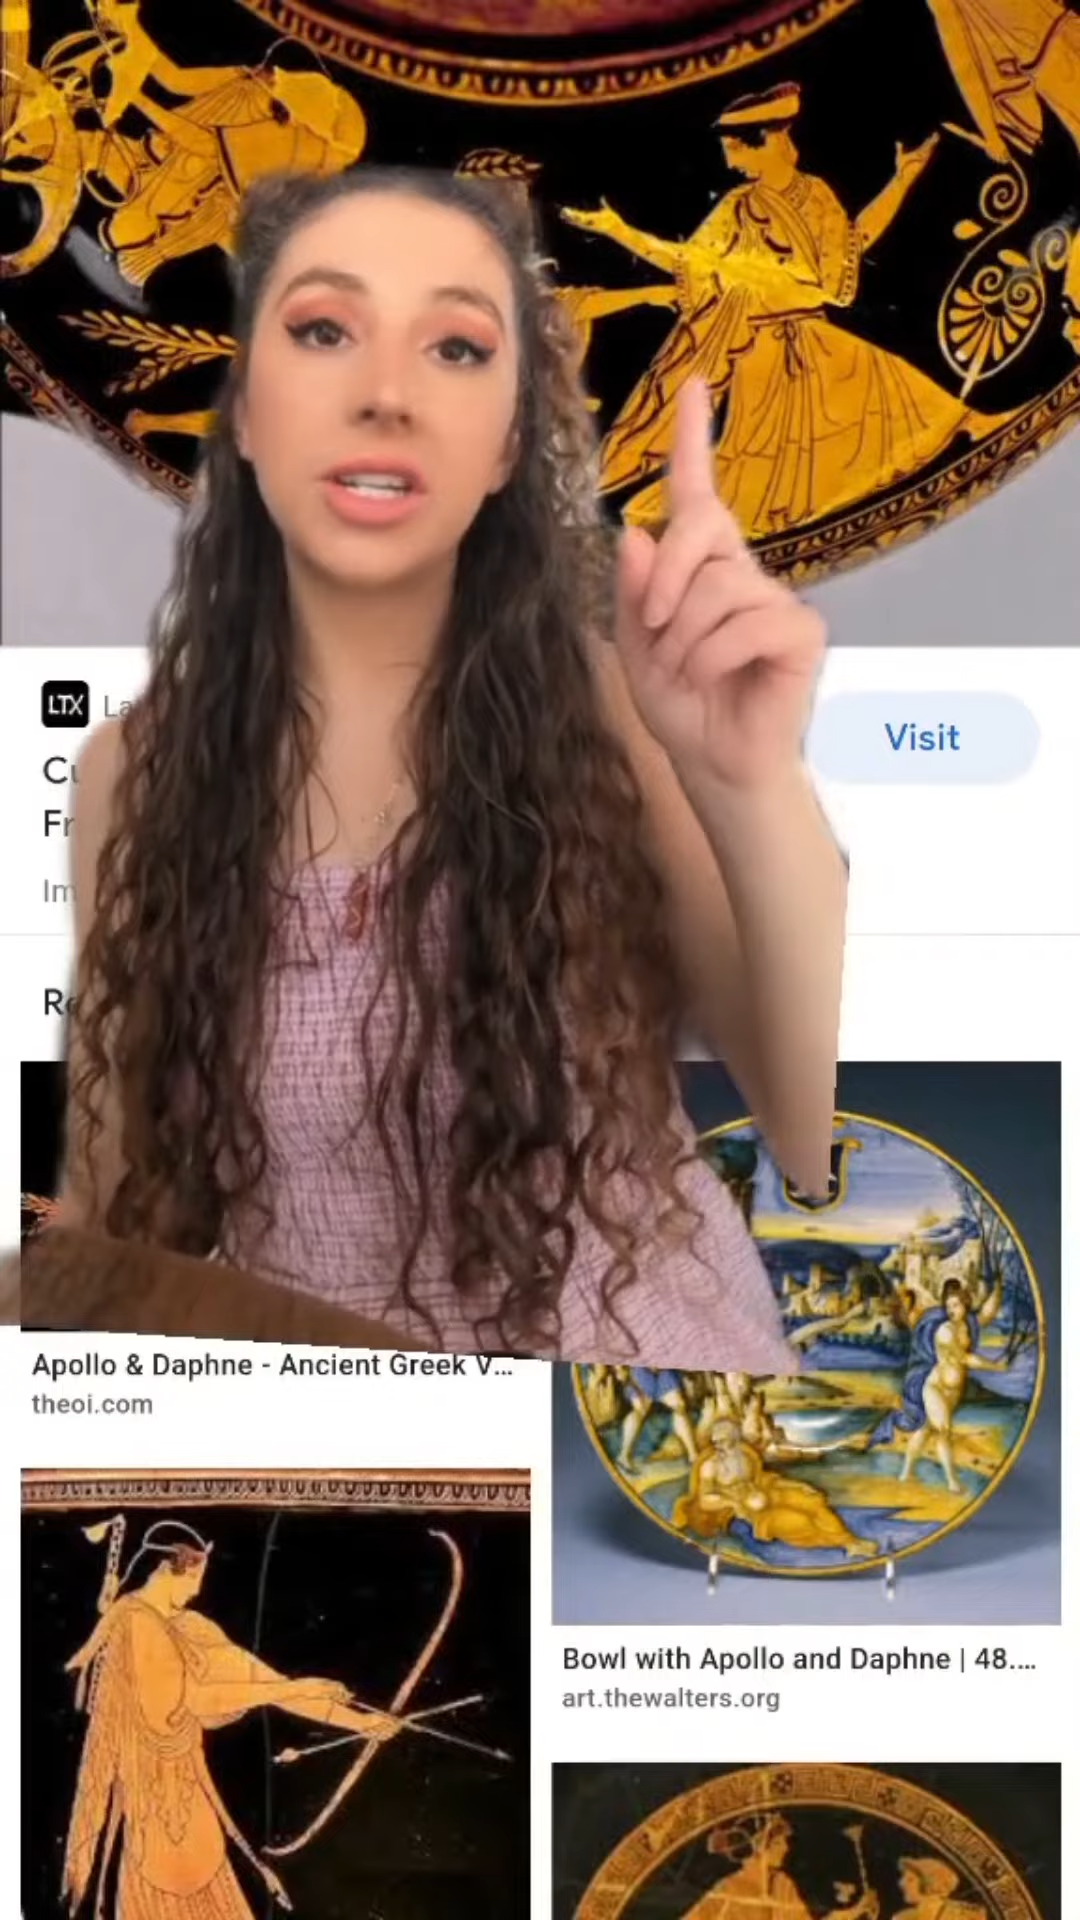 LTX
Visit
Apollo & Daphne - Ancient Greek V...
theoi.com
Bowl with Apollo and Daphne | 48....
art.thewalters.org